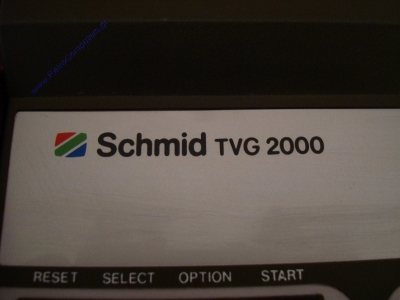 Schmid TVG 2000
RESET SELECT OPTION START